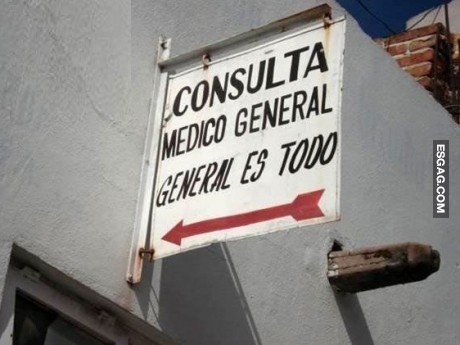 CONSULTA
MEDICO GENERAL
GENERAL ES TODO
ESGAG.COM